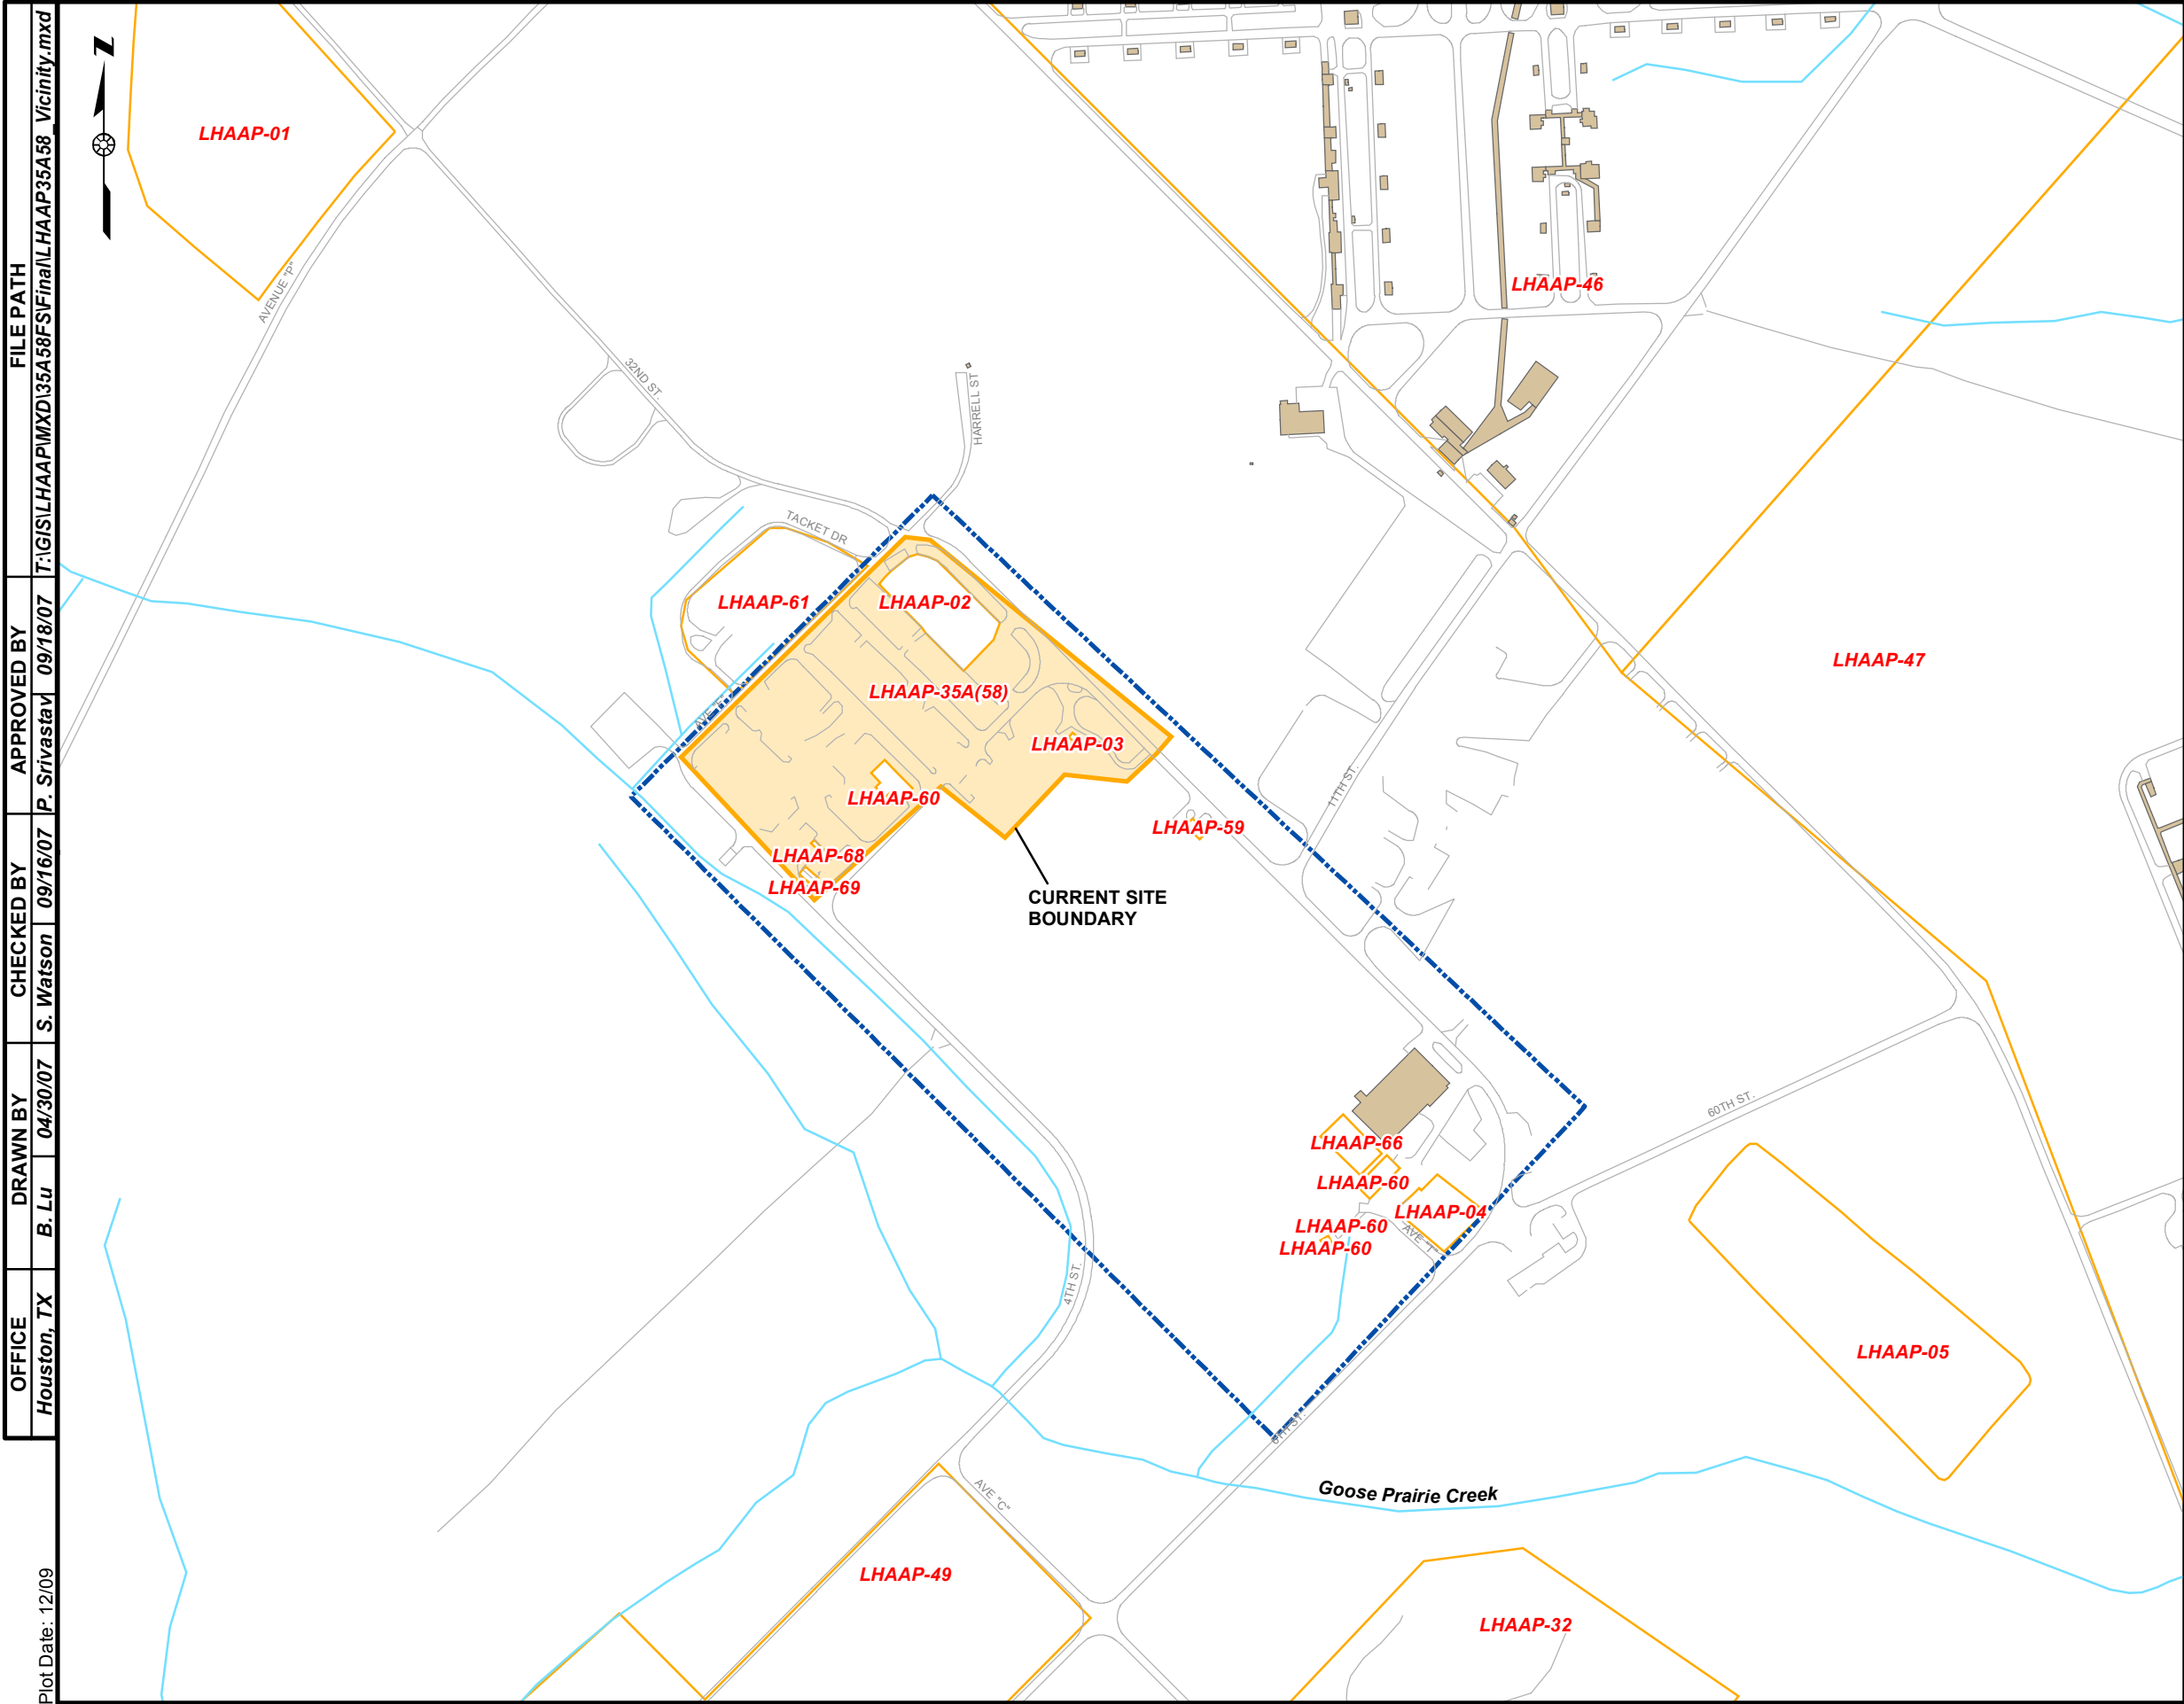 FILE PATH
T:\GIS\LHAAP\MXD\35A58FS\Final\LHAAP35A58_Vicinity.mxd
APPROVED BY
P. Srivastav 09/18/07
CHECKED BY
S. Watson 09/16/07
DRAWN BY
B. Lu 04/30/07
OFFICE
Houston, TX
Plot Date: 12/09
N
LHAAP-01
AVENUE "P"
32ND ST.
HARRELL ST
LHAAP-46
TACKET DR
LHAAP-61
LHAAP-02
LHAAP-47
LHAAP-35A(58)
LHAAP-03
LHAAP-60
11TH ST.
LHAAP-59
LHAAP-68
LHAAP-69
CURRENT SITE
BOUNDARY
60TH ST.
LHAAP-66
LHAAP-60
LHAAP-04
LHAAP-60
AVE "T"
LHAAP-60
4TH ST.
LHAAP-05
Goose Prairie Creek
AVE "C"
LHAAP-49
LHAAP-32